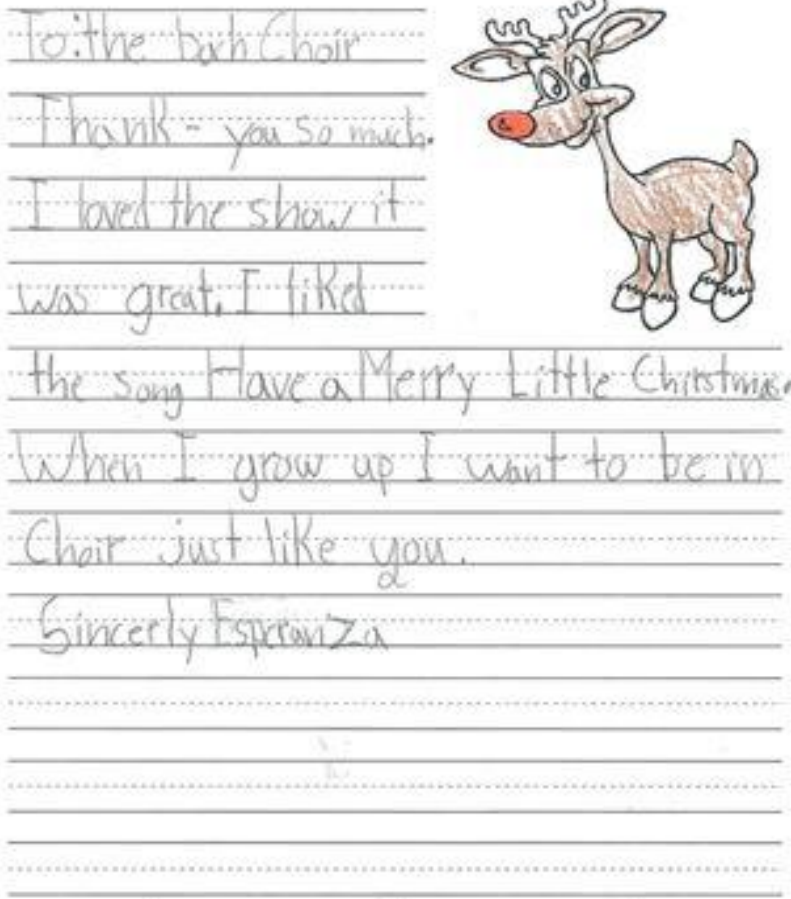 To: the bach Choir
Thank-you so much.
I loved the show it
was great. I liked
the song Have a Merry Little Chirstmas.
When I grow up I want to be in
Choir just like you.
Sincerly Esperanza